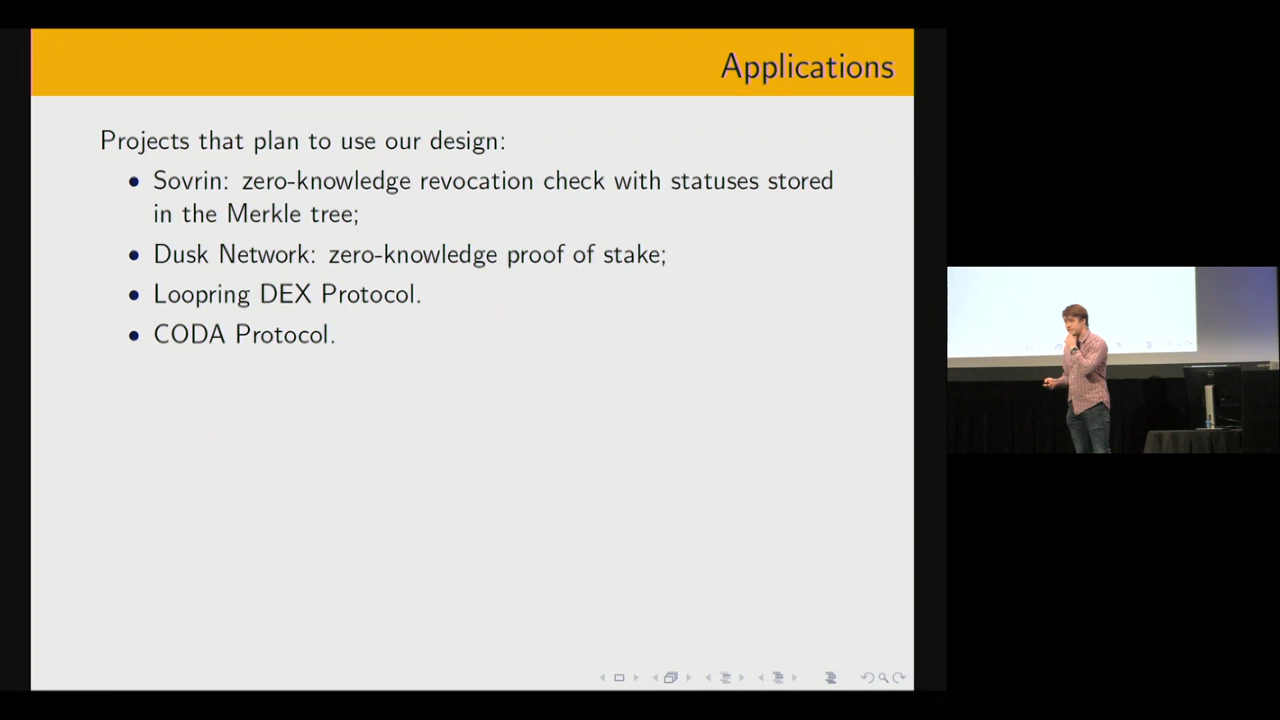 Applications
Projects that plan to use our design:
• Sovrin: zero-knowledge revocation check with statuses stored
in the Merkle tree;
• Dusk Network: zero-knowledge proof of stake;
• Loopring DEX Protocol.
• CODA Protocol.